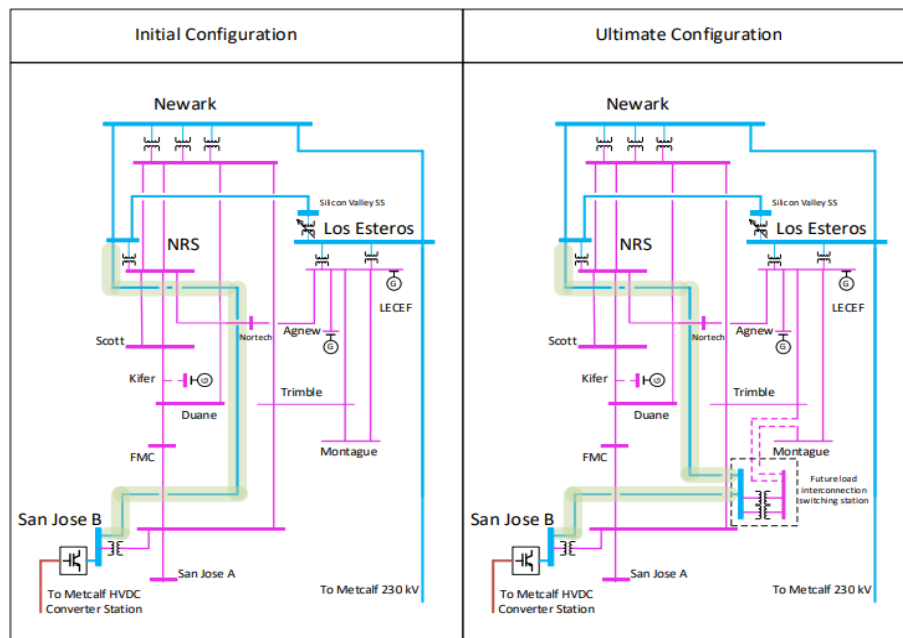 Initial Configuration
Newark
Silicon Valley SS
Los Esteros
NRS
G
LECEF
Scott
Nortech
Agnew
G
Kifer
G
Trimble
Duane
Montague
FMC
San Jose B
San Jose A
To Metcalf HVDC
Converter Station
To Metcalf 230 kV
Ultimate Configuration
Newark
Silicon Valley SS
Los Esteros
NRS
G
LECEF
Scott
Nortech
Agnew
G
Kifer
G
Trimble
Duane
Montague
FMC
Future load
interconnection
switching station
San Jose B
San Jose A
To Metcalf HVDC
Converter Station
To Metcalf 230 kV